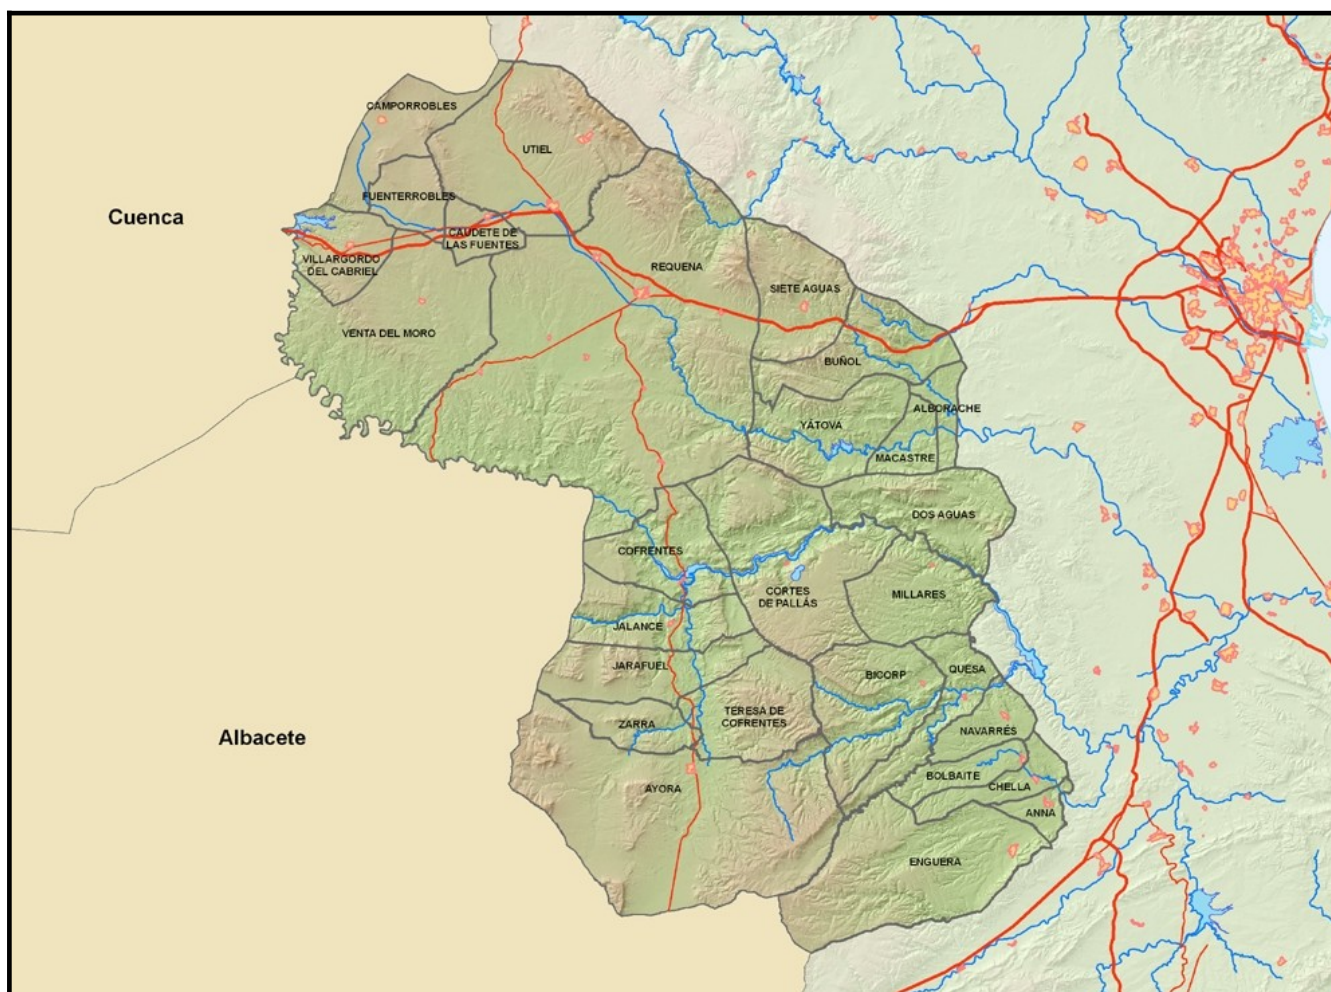 CAMPORROBLES
UTIEL
FUENTERROBLES
Cuenca
CAUDETE DE
LAS FUENTES
VILLARGORDO
DEL CABRIEL
REQUENA
SIETE AGUAS
VENTA DEL MORO
BUÑOL
ALBORACHE
YÁTOVA
MACASTRE
DOS AGUAS
COFRENTES
CORTES
DE PALLÁS
MILLARES
JALANCE
JARAFUEL
BICORP
QUESA
TERESA DE
COFRENTES
ZARRA
NAVARRÉS
Albacete
BOLBAITE
CHELLA
AYORA
ANNA
ENGUERA